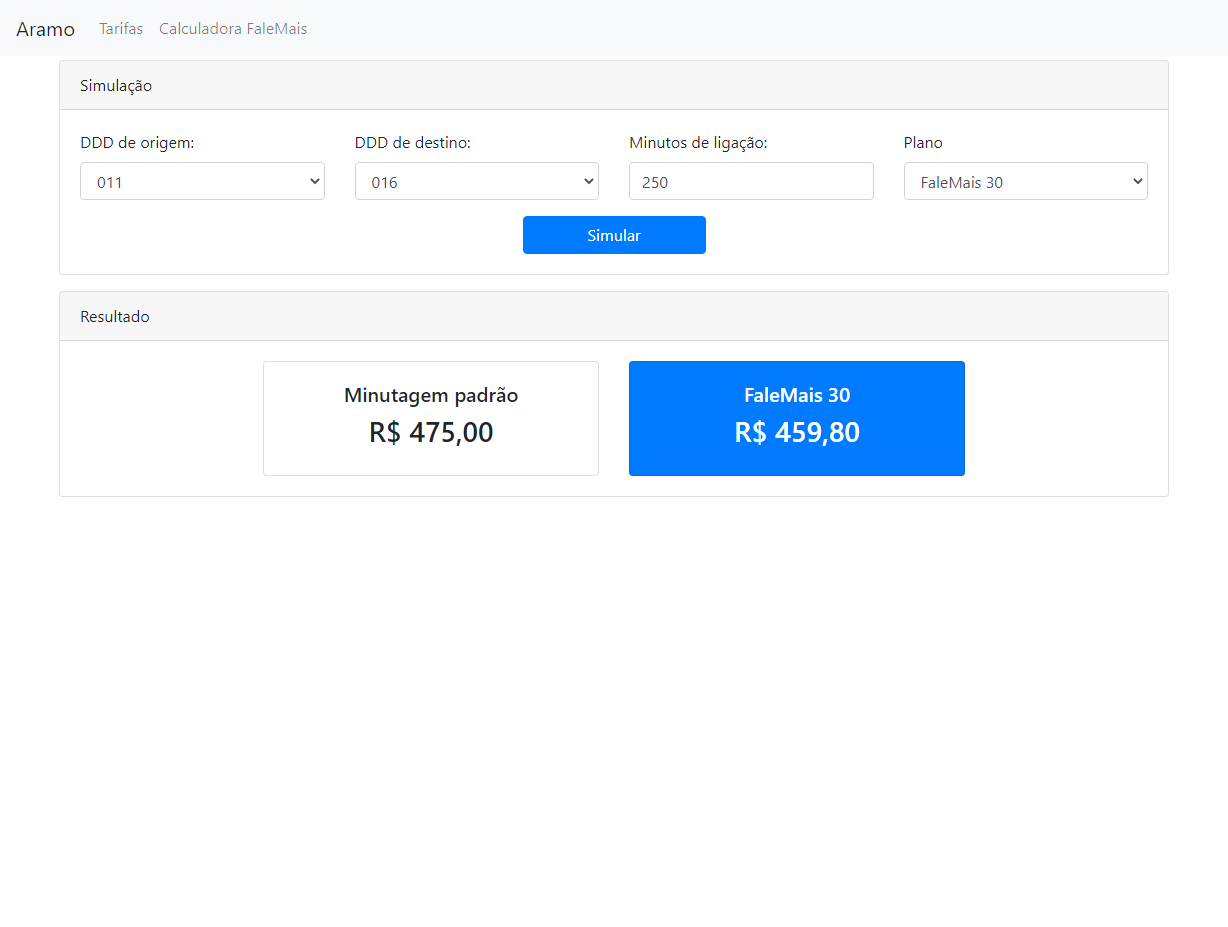 Aramo Tarifas Calculadora FaleMais
Simulação
DDD de origem: DDD de destino: Minutos de ligação: Plano
011 016 250 FaleMais 30
Simular
Resultado
Minutagem padrão FaleMais 30
R$ 475,00 R$ 459,80